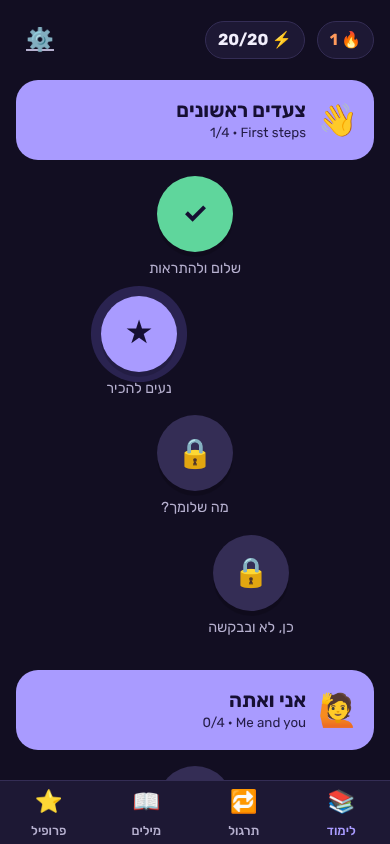 1
20/20
צעדים ראשונים
1/4 • First steps
שלום ולהתראות
נעים להכיר
מה שלומך?
כן, לא ובבקשה
אני ואתה
0/4 • Me and you
לימוד
תרגול
מילים
פרופיל